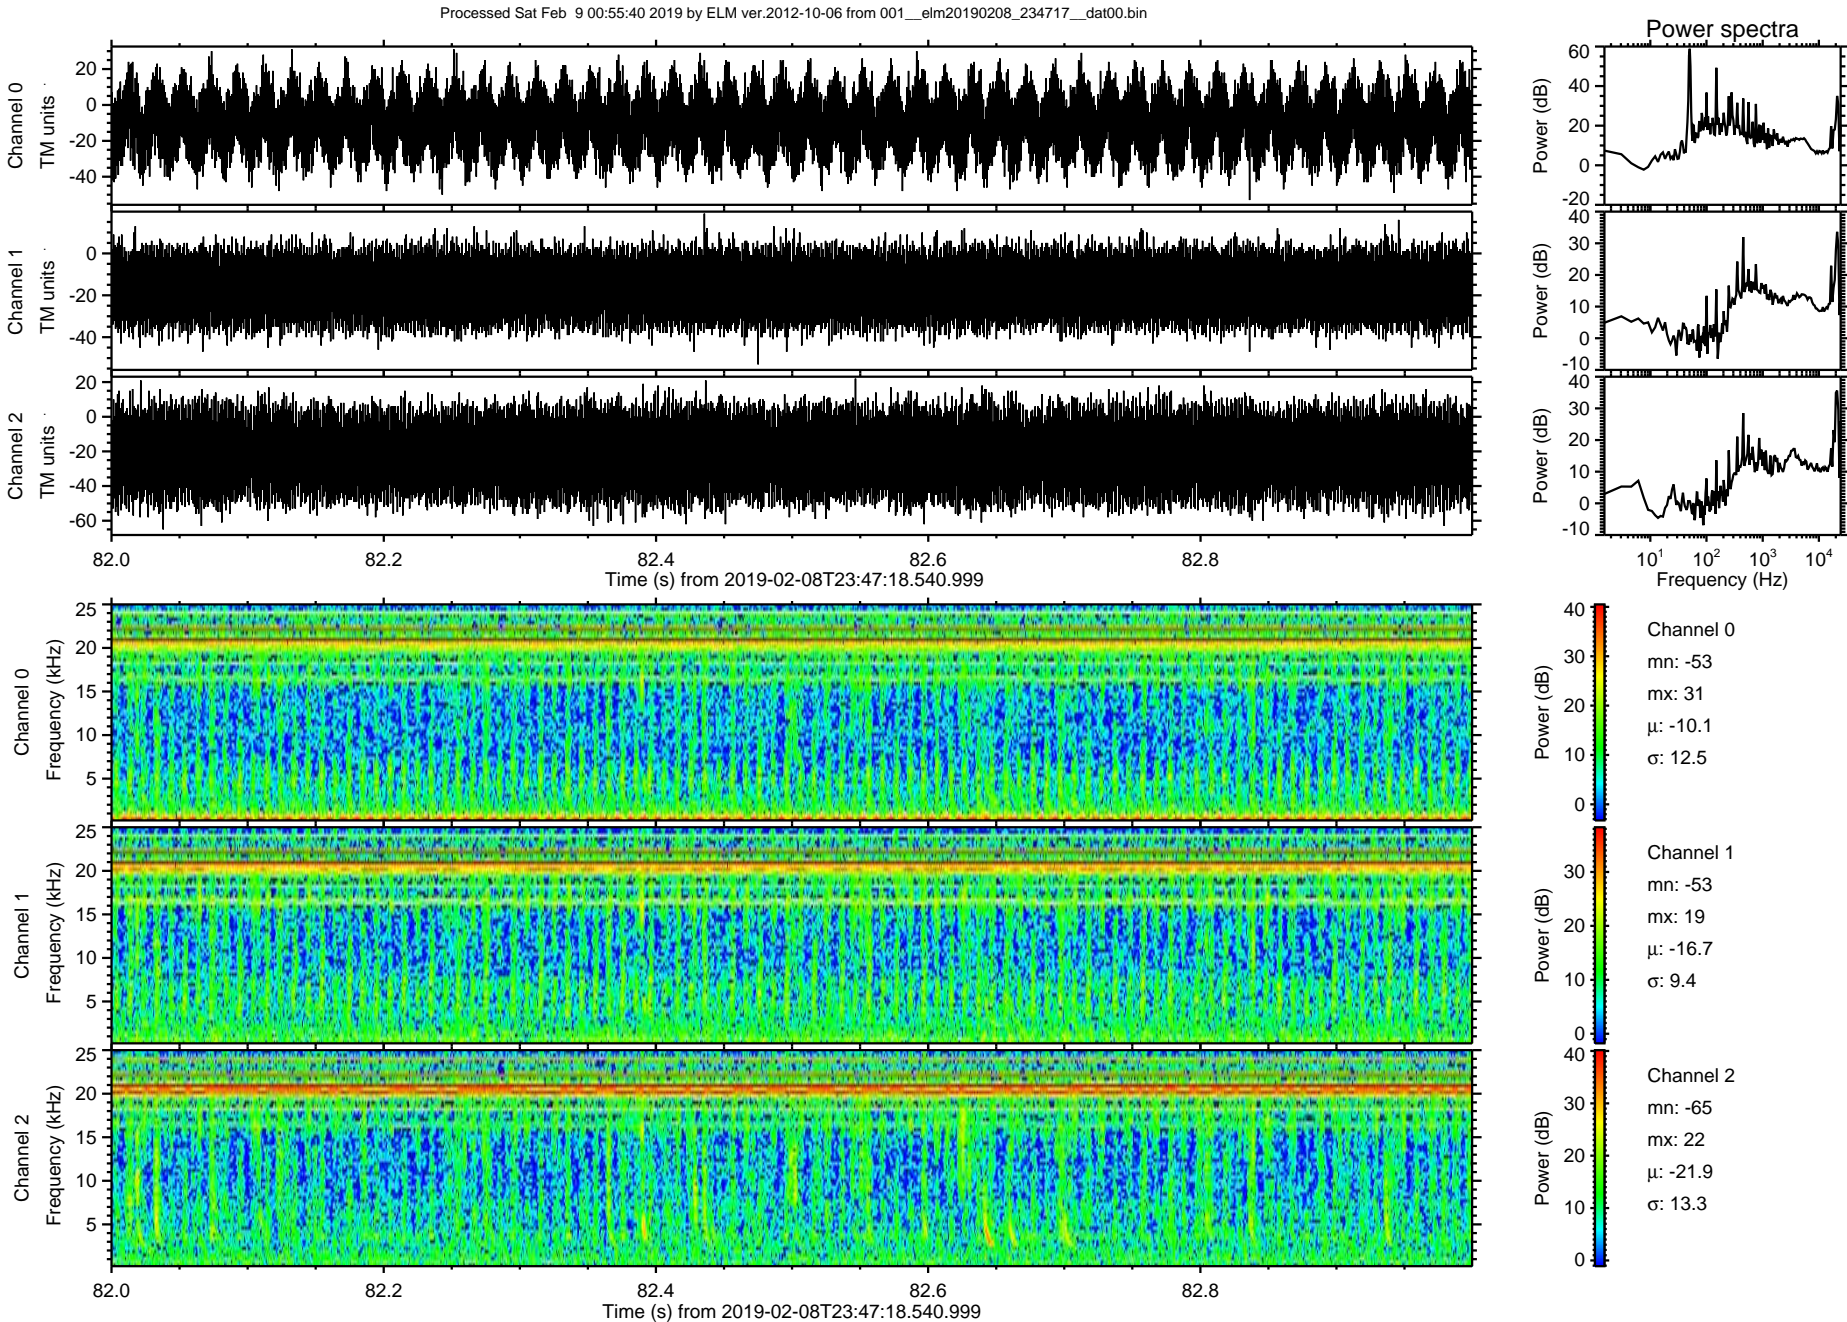 Processed Sat Feb  9 00:55:40 2019 by ELM ver.2012-10-06 from 001__elm20190208_234717__dat00.bin
Power spectra
Channel 0
TM units
20
0
-20
-40
Power (dB)
60
40
20
0
-20
Channel 1
TM units
0
-20
-40
Power (dB)
40
30
20
10
0
-10
Channel 2
TM units
20
0
-20
-40
-60
Power (dB)
40
30
20
10
0
-10
82.0 82.2 82.4 82.6 82.8
Time (s) from 2019-02-08T23:47:18.540.999
10^1 10^2 10^3 10^4
Frequency (Hz)
Channel 0
Frequency (kHz)
25
20
15
10
5
Power (dB)
40
30
20
10
0
Channel 0
mn: -53
mx: 31
μ: -10.1
σ: 12.5
Channel 1
Frequency (kHz)
25
20
15
10
5
Power (dB)
30
20
10
0
Channel 1
mn: -53
mx: 19
μ: -16.7
σ: 9.4
Channel 2
Frequency (kHz)
25
20
15
10
5
Power (dB)
40
30
20
10
0
Channel 2
mn: -65
mx: 22
μ: -21.9
σ: 13.3
82.0 82.2 82.4 82.6 82.8
Time (s) from 2019-02-08T23:47:18.540.999